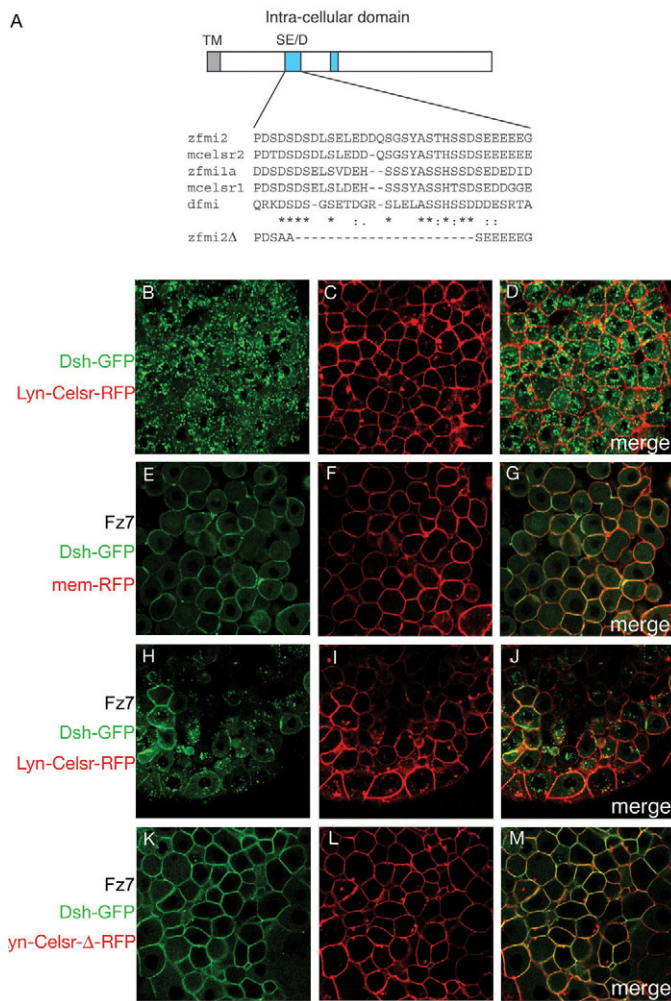 A
Intra-cellular domain
TM SE/D
zfmi2 PDSDSDSDLSELEDDQSGSYASTHSSDSEEEEEG
mcelsr2 PDTDSDSDLSLEDD-QSGSYASTHSSDSEEEEEE
zfmi1a DDSDSDSELSVDEH--SSSYASSHSSDSEDEDID
mcelsr1 PDSDSDSELSLDEH--SSSYASSHTSDSEDDGGE
dfmi QRKDSDS-GSETDGR-SLELASSHSSDDDESRTA
**** * :. * **:*:** ::
zfmi2Δ PDSAA--------------------SEEEEEG
B C D
Dsh-GFP
Lyn-Celsr-RFP
merge
E F G
Fz7
Dsh-GFP
mem-RFP
merge
H I J
Fz7
Dsh-GFP
Lyn-Celsr-RFP
merge
K L M
Fz7
Dsh-GFP
yn-Celsr-Δ-RFP
merge